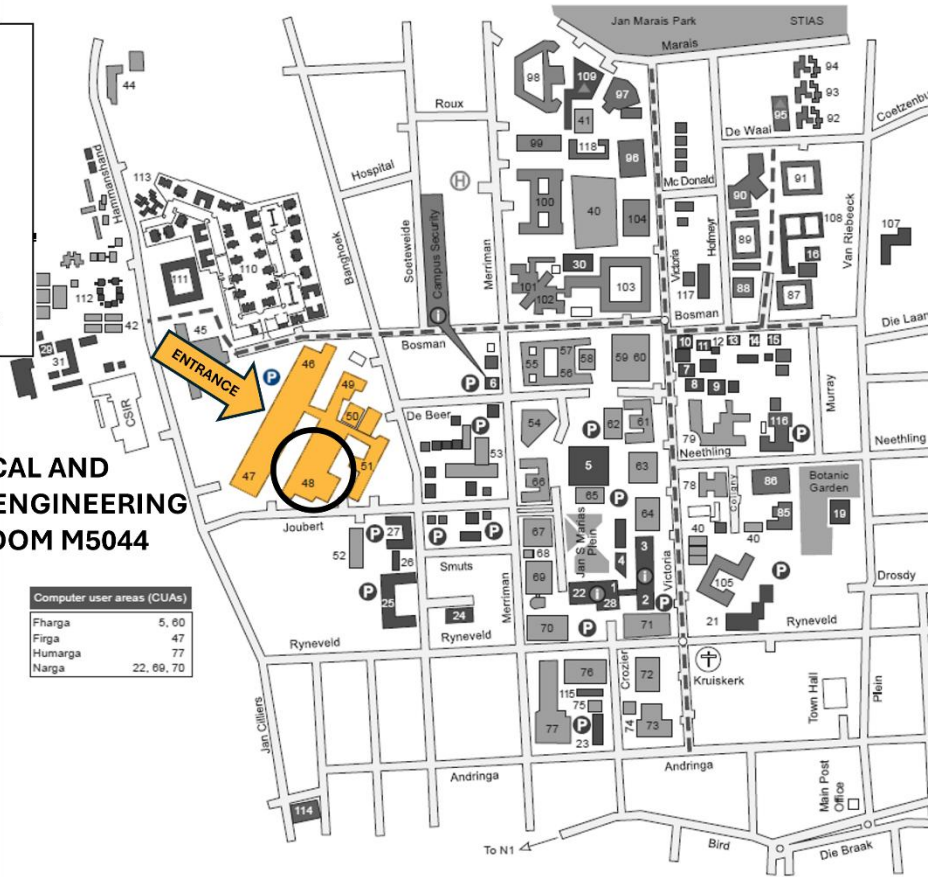 Jan Marais Park
STIAS
Marais
44
98
109
97
94
93
92
95
Coetzenbu
Roux
41
De Waal
Hammanshand
99
118
96
Hospital
H
Mc Donald
91
113
90
100
40
104
108
Banghoek
Soeteweide
Campus Security
Merriman
Victoria
Hofmeyr
89
Van Riebeeck
107
111
110
30
16
101
102
103
117
88
87
112
42
45
i
Bosman
Die Laan
29
31
ENTRANCE
P
46
Bosman
55
57
56
58
59
60
10
11
12
13
14
15
7
P
6
8
9
CSIR
49
50
De Beer
P
54
P
62
61
79
116
P
Murray
Neethling
Neethling
47
48
51
53
5
63
66
65
P
78
Coligny
86
Botanic
Garden
CAL AND
ENGINEERING
OOM M5044
Joubert
P
27
P
P
67
Jan S Marais
Plein
64
40
85
19
52
26
68
40
Smuts
4
3
69
105
P
Drosdy
P
25
Merriman
22
i
1
28
i
2
P
Victoria
24
21
Ryneveld
Ryneveld
Ryneveld
70
P
71
Computer user areas (CUAs)
Fharga 5, 60
Firga 47
Humarga 77
Narga 22, 69, 70
Kruiskerk
76
Crozier
72
115
75
77
P
23
74
73
Town Hall
Plein
Jan Cilliers
Andringa
Andringa
Main Post
Office
114
To N1
Bird
Die Braak